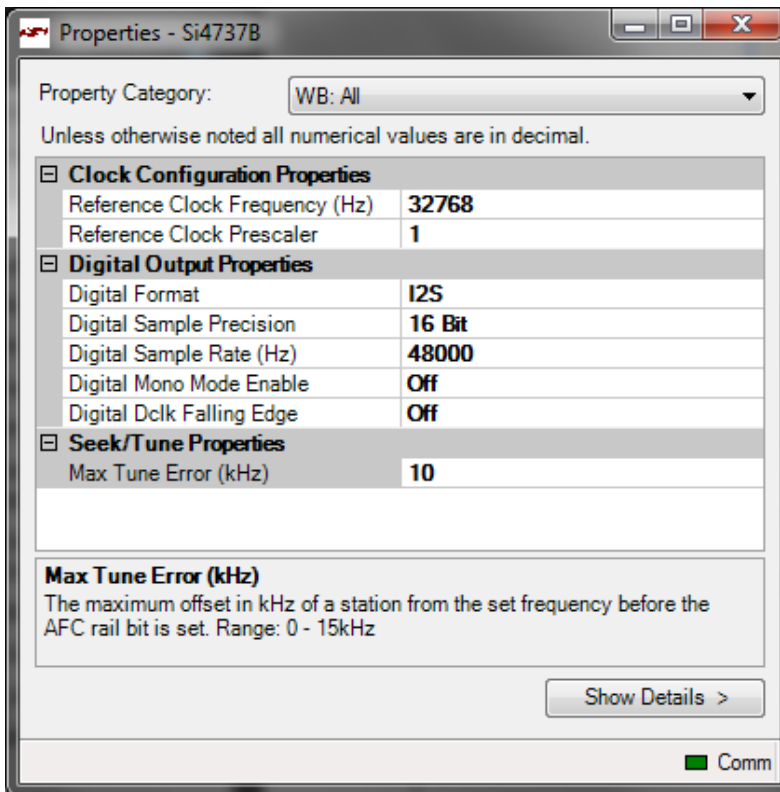 Properties - Si4737B
Property Category: WB: All
Unless otherwise noted all numerical values are in decimal.
Clock Configuration Properties
Reference Clock Frequency (Hz) 32768
Reference Clock Prescaler 1
Digital Output Properties
Digital Format I2S
Digital Sample Precision 16 Bit
Digital Sample Rate (Hz) 48000
Digital Mono Mode Enable Off
Digital Dclk Falling Edge Off
Seek/Tune Properties
Max Tune Error (kHz) 10
Max Tune Error (kHz)
The maximum offset in kHz of a station from the set frequency before the
AFC rail bit is set. Range: 0 - 15kHz
Show Details >
Comm